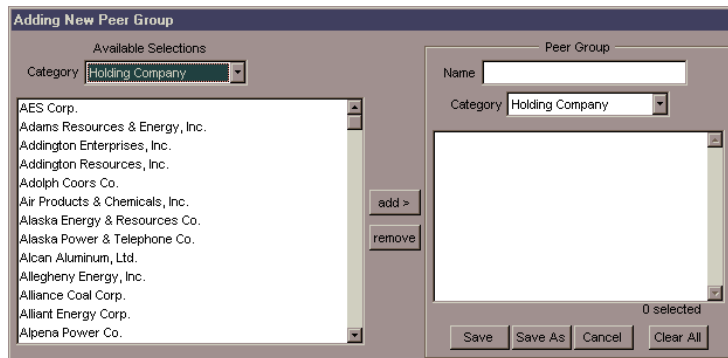 Adding New Peer Group
Available Selections
Category Holding Company
AES Corp.
Adams Resources & Energy, Inc.
Addington Enterprises, Inc.
Addington Resources, Inc.
Adolph Coors Co.
Air Products & Chemicals, Inc.
Alaska Energy & Resources Co.
Alaska Power & Telephone Co.
Alcan Aluminum, Ltd.
Allegheny Energy, Inc.
Alliance Coal Corp.
Alliant Energy Corp.
Alpena Power Co.
add >
remove
Peer Group
Name
Category Holding Company
0 selected
Save Save As Cancel Clear All